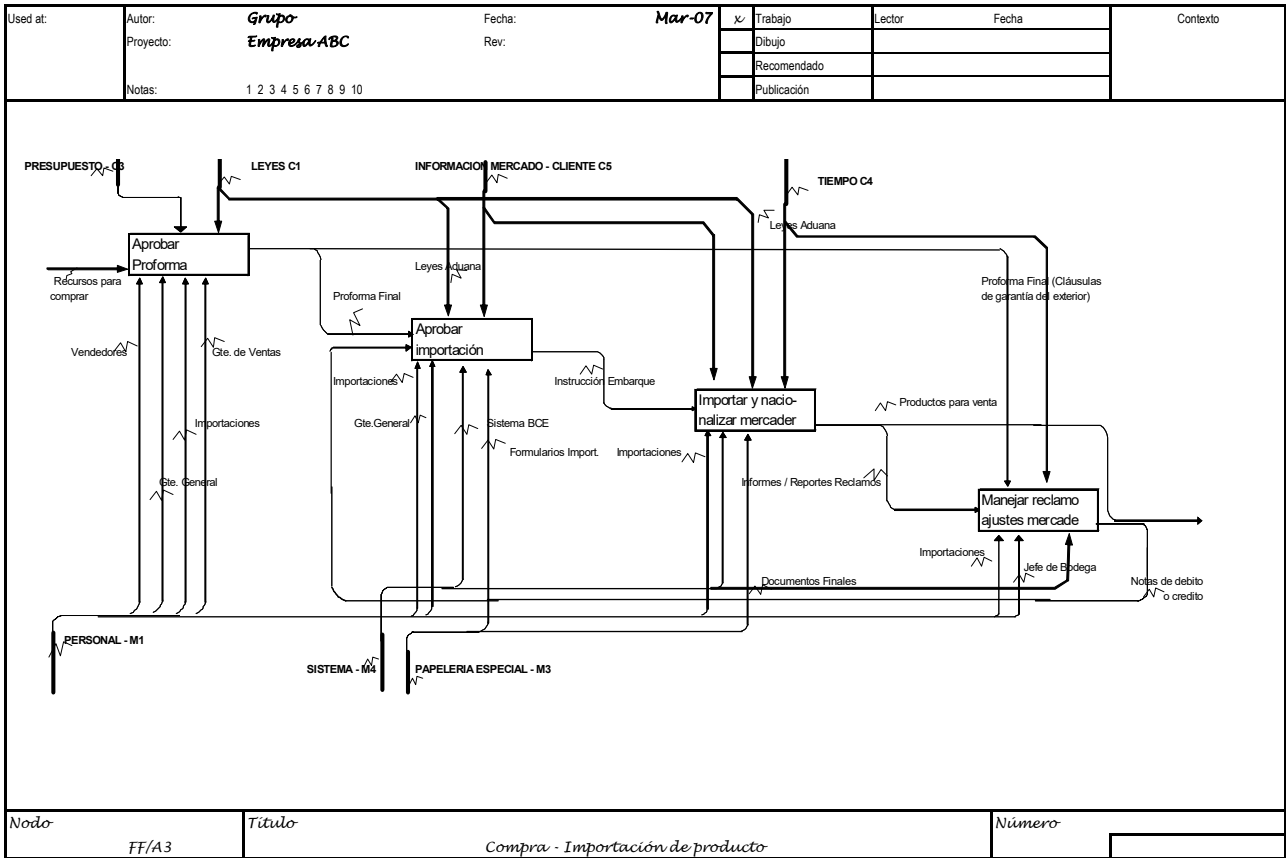 Used at:
Autor: Grupo Fecha: Mar-07 x Trabajo Lector Fecha Contexto
Proyecto: Empresa ABC Rev: Dibujo
Recomendado
Notas: 1 2 3 4 5 6 7 8 9 10 Publicación
PRESUPUESTO - C3
LEYES C1
INFORMACION MERCADO - CLIENTE C5
TIEMPO C4
Leyes Aduana
Aprobar
Proforma
Recursos para
comprar
Leyes Aduana
Proforma Final
Proforma Final (Cláusulas
de garantía del exterior)
Aprobar
importación
Vendedores
Gte. de Ventas
Importaciones
Instrucción Embarque
Importar y nacio-
nalizar mercader
Productos para venta
Importaciones
Gte.General
Sistema BCE
Formularios Import.
Importaciones
Gte. General
Informes / Reportes Reclamos
Manejar reclamo
ajustes mercade
Importaciones
Jefe de Bodega
Documentos Finales
Notas de debito
o credito
PERSONAL - M1
SISTEMA - M4
PAPELERIA ESPECIAL - M3
Nodo Título Número
FF/A3 Compra - Importación de producto